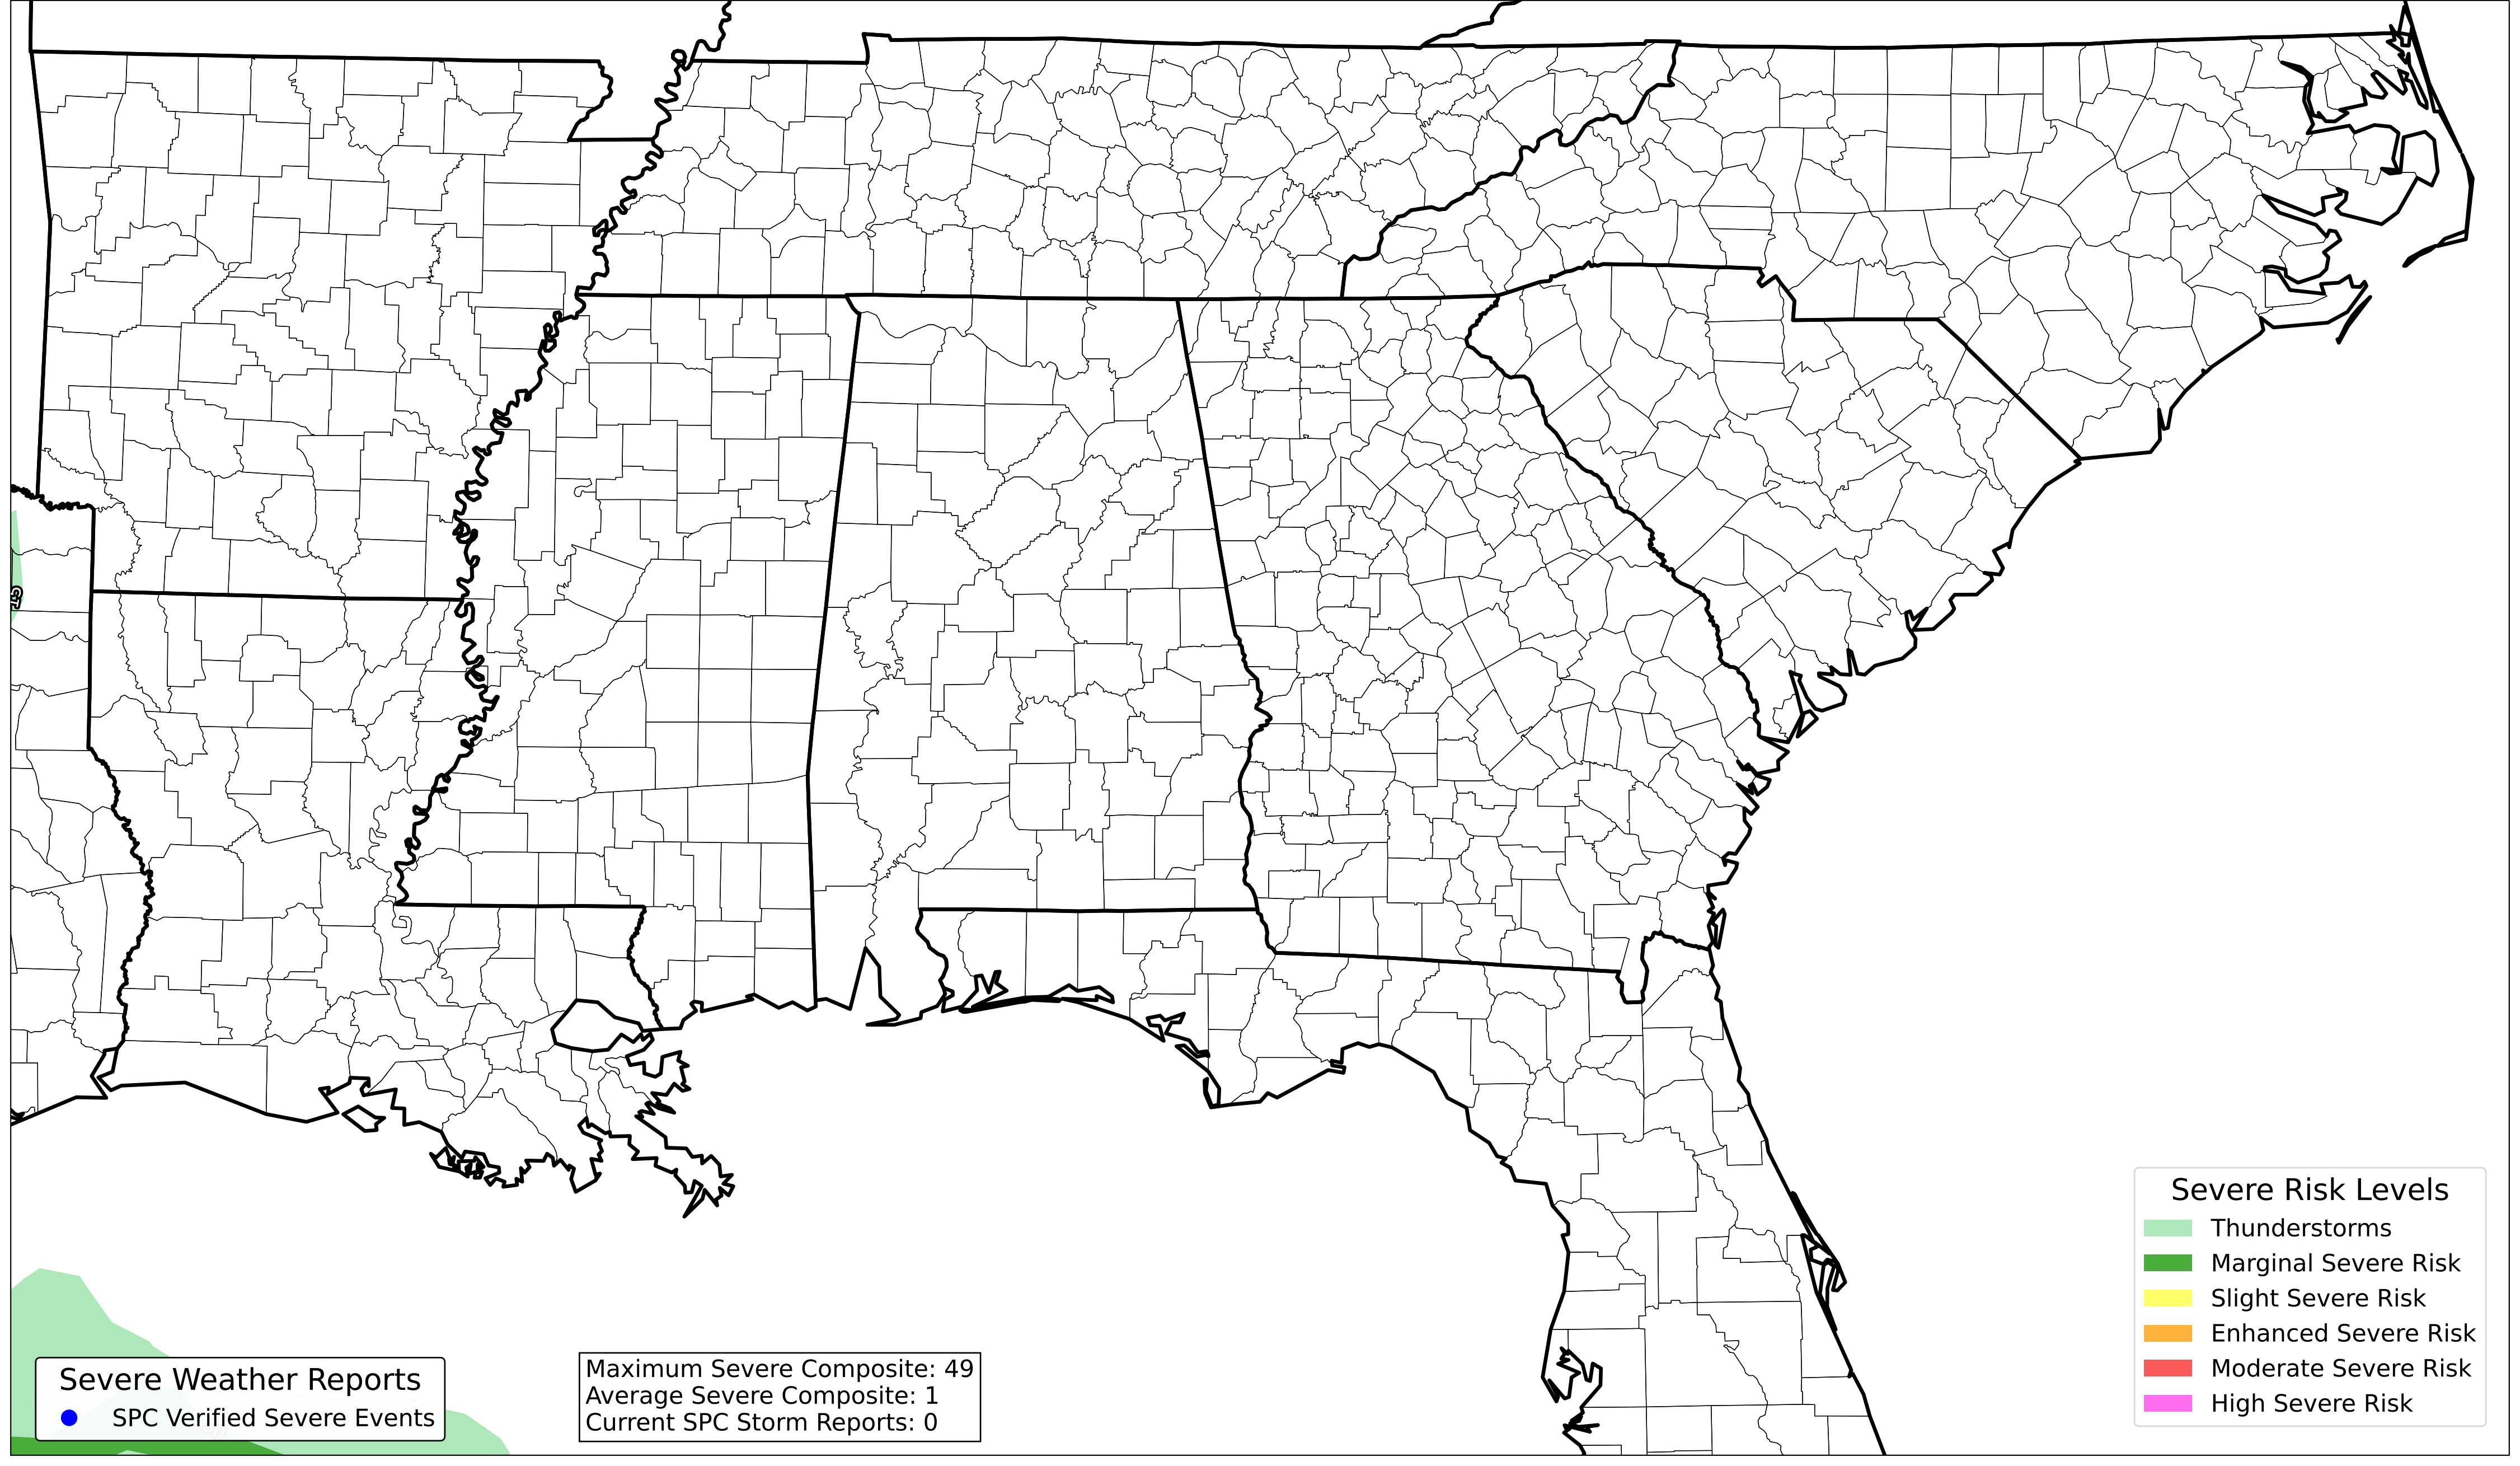 Severe Weather Reports
SPC Verified Severe Events
Maximum Severe Composite: 49
Average Severe Composite: 1
Current SPC Storm Reports: 0
Severe Risk Levels
Thunderstorms
Marginal Severe Risk
Slight Severe Risk
Enhanced Severe Risk
Moderate Severe Risk
High Severe Risk